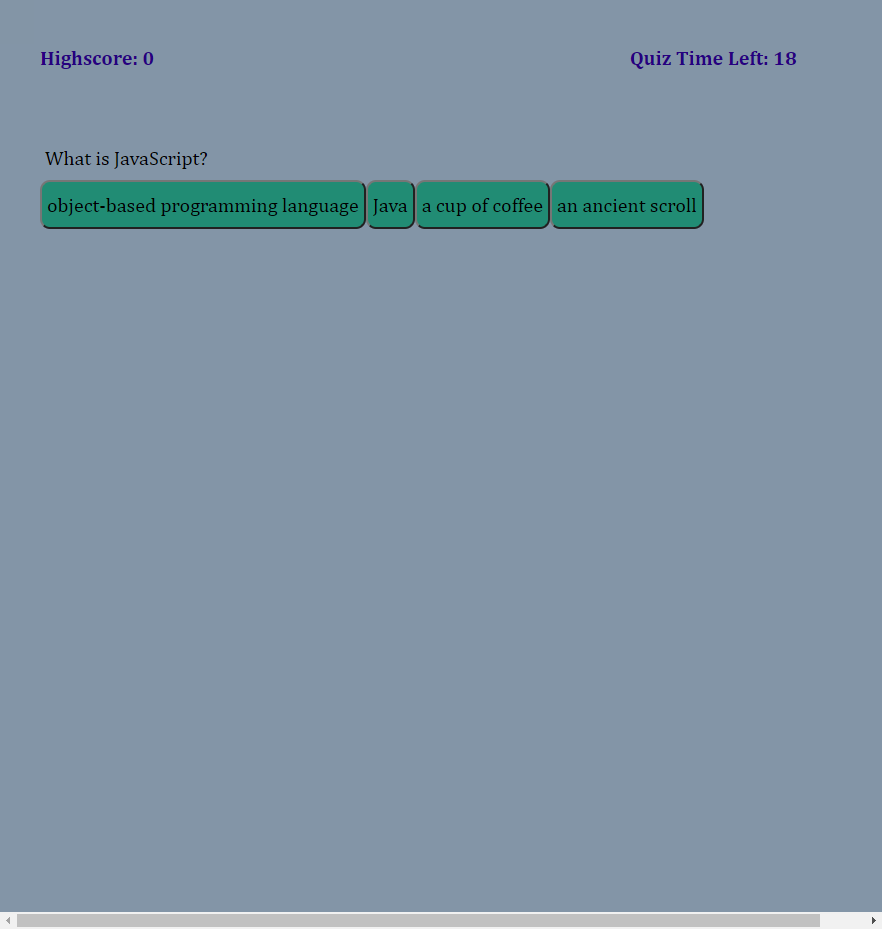 Highscore: 0
Quiz Time Left: 18
What is JavaScript?
object-based programming language
Java
a cup of coffee
an ancient scroll